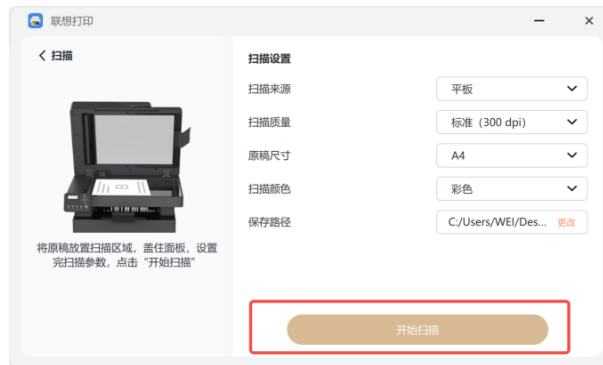 联想打印
扫描
将原稿放置扫描区域，盖住面板，设置
完扫描参数，点击“开始扫描”
扫描设置
扫描来源 平板
扫描质量 标准（300 dpi）
原稿尺寸 A4
扫描颜色 彩色
保存路径 C:/Users/WEI/Des... 更改
开始扫描